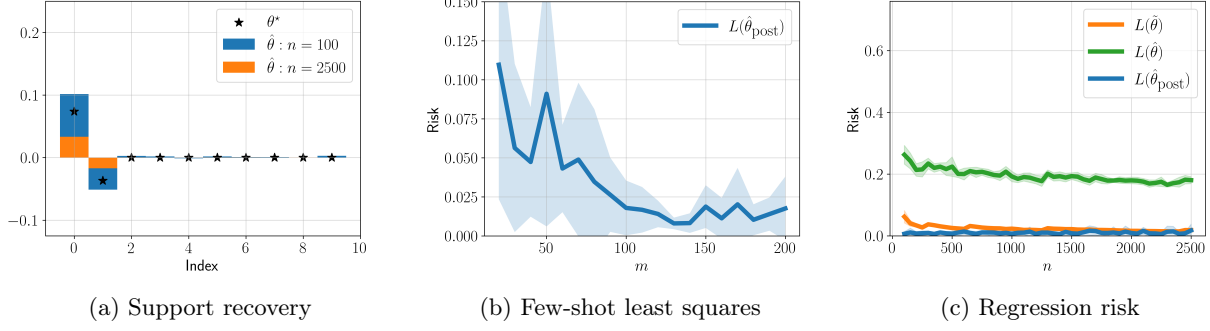 0.2
0.1
0.0
−0.1
0 2 4 6 8 10
Index
θ⋆
θ̂ : n = 100
θ̂ : n = 2500
(a) Support recovery
0.150
0.125
0.100
0.075
0.050
0.025
0.000
Risk
50 100 150 200
m
L(θ̂post)
(b) Few-shot least squares
0.6
0.4
0.2
0.0
Risk
0 500 1000 1500 2000 2500
n
L(θ̃)
L(θ̂)
L(θ̂post)
(c) Regression risk